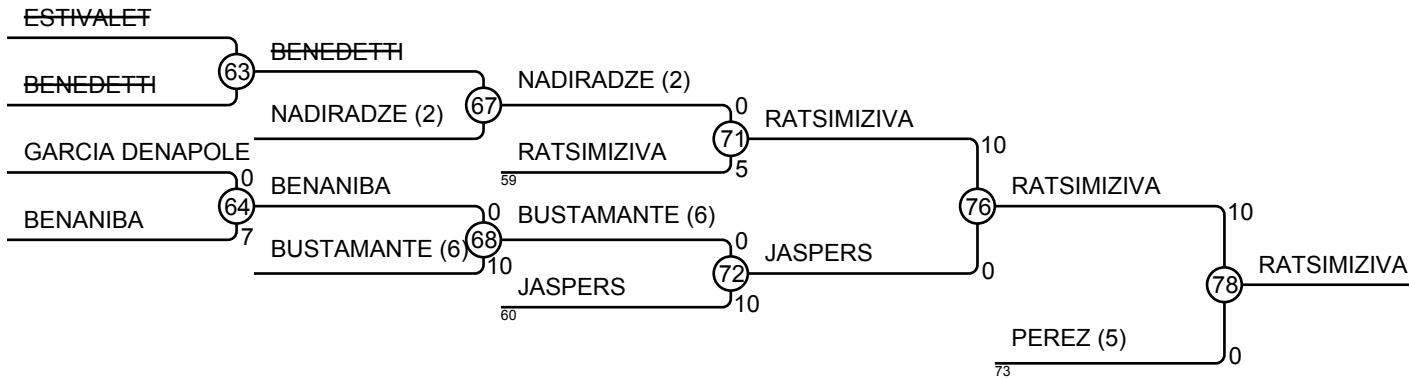 ESTIVALET
BENEDETTI
63
BENEDETTI
67
NADIRADZE (2)
NADIRADZE (2)
0
71
RATSIMIZIVA
10
RATSIMIZIVA
59
5
GARCIA DENAPOLE
0
64
BENANIBA
0
BENANIBA
7
68
BUSTAMANTE (6)
0
BUSTAMANTE (6)
10
72
JASPERS
0
JASPERS
60
10
76
RATSIMIZIVA
10
78
RATSIMIZIVA
PEREZ (5)
73
0